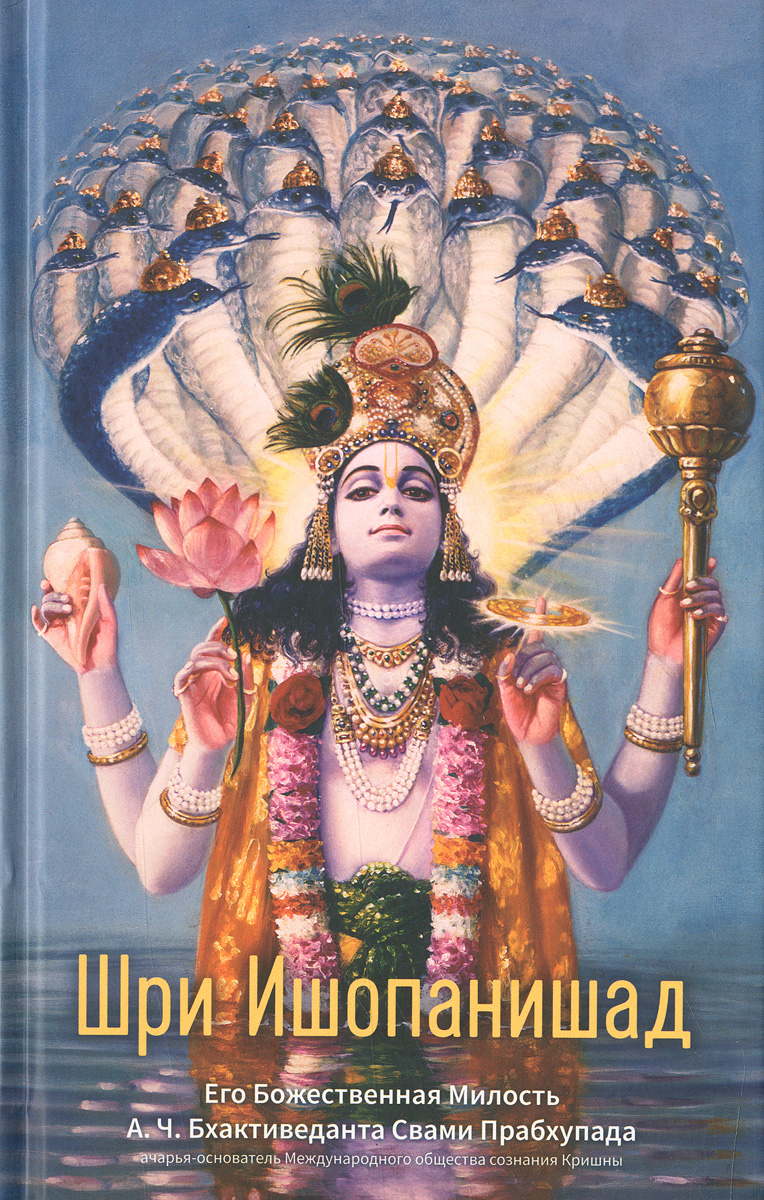 Шри Ишопанишад
Его Божественная Милость
А. Ч. Бхактиведанта Свами Прабхупада
ачарья-основатель Международного общества сознания Кришны